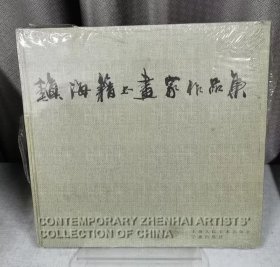 鎮海籍書畫家作品集
CONTEMPORARY ZHENHAI ARTISTS'
COLLECTION OF CHINA